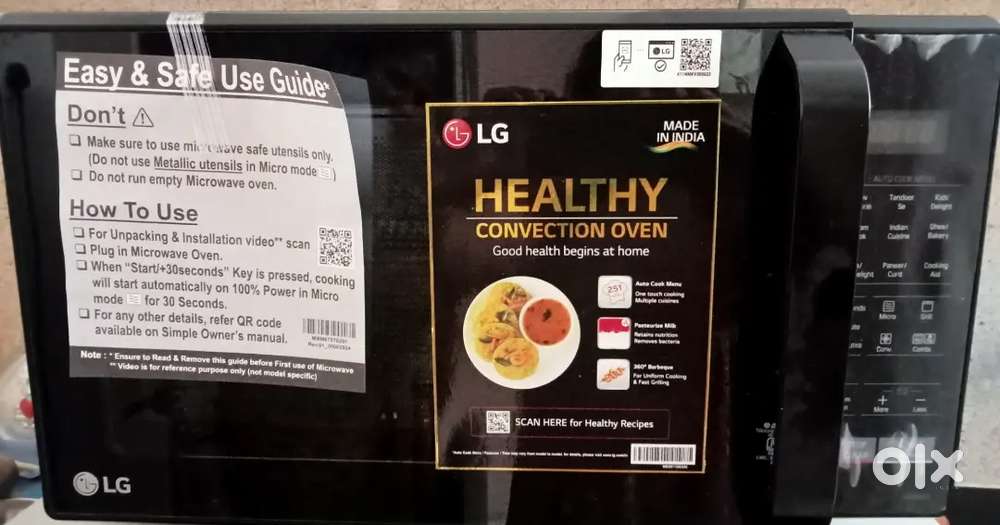 Easy & Safe Use Guide*
Don't
Make sure to use microwave safe utensils only.
(Do not use Metallic utensils in Micro mode )
Do not run empty Microwave oven.
How To Use
For Unpacking & Installation video** scan
Plug in Microwave Oven.
When "Start/+30seconds" Key is pressed, cooking
will start automatically on 100% Power in Micro
mode for 30 Seconds.
For any other details, refer QR code
available on Simple Owner's manual.
Note : * Ensure to Read & Remove this guide before First use of Microwave
** Video is for reference purpose only (not model specific)
LG
LG
LG
MADE
IN INDIA
HEALTHY
CONVECTION OVEN
Good health begins at home
251
Auto Cook Menu
One touch cooking
Multiple cuisines
Pasteurize Milk
Retains nutrition
Removes bacteria
360° Barbeque
For Uniform Cooking
& Fast Grilling
SCAN HERE for Healthy Recipes
AUTO COOK MENU
Tandoor Se
Kids' Delight
Indian Cuisine
Ghee/ Bakery
Paneer/ Curd
Cooking Aid
Micro
Grill
Conv
Comb
More
Less
olx